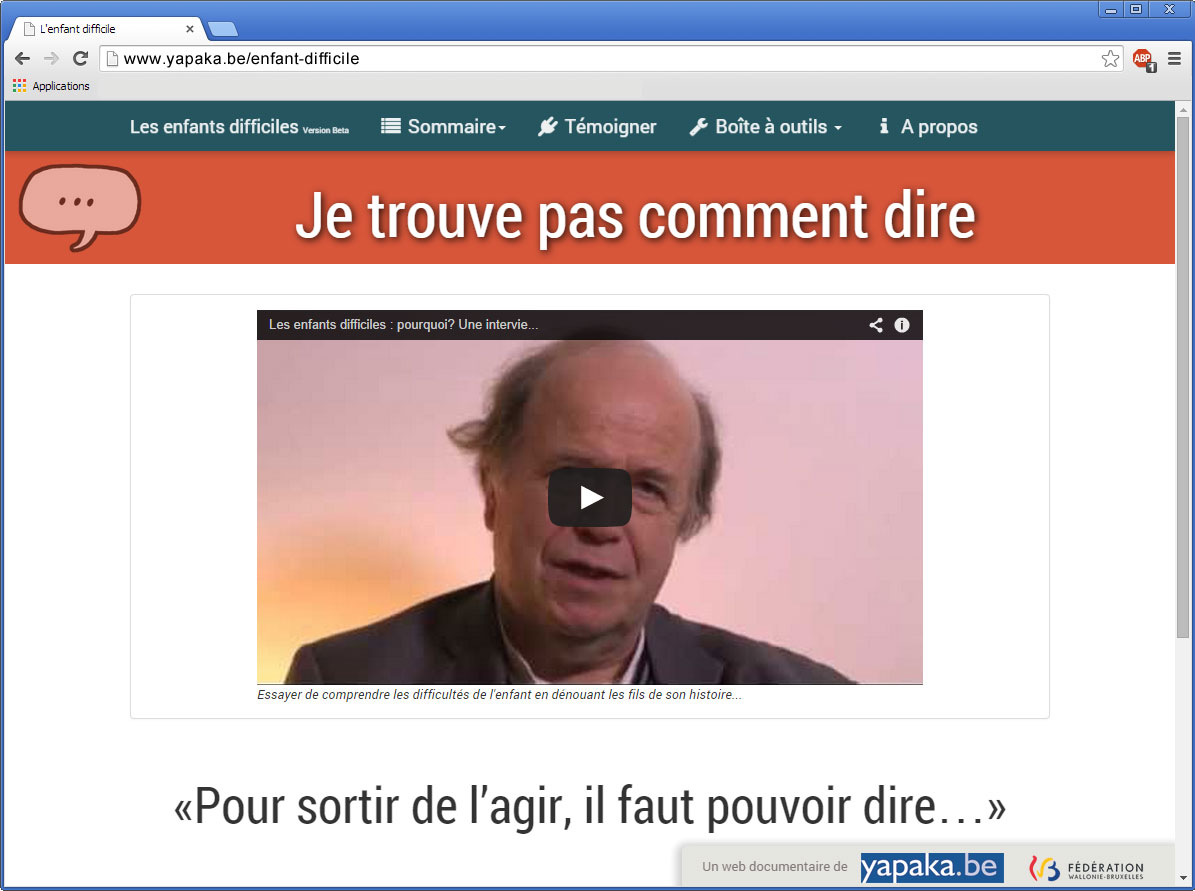 L'enfant difficile
www.yapaka.be/enfant-difficile
ABP
1
Applications
Les enfants difficiles Version Beta Sommaire Témoigner Boîte à outils A propos
Je trouve pas comment dire
Les enfants difficiles : pourquoi? Une intervie...
Essayer de comprendre les difficultés de l'enfant en dénouant les fils de son histoire...
«Pour sortir de l’agir, il faut pouvoir dire…»
Un web documentaire de yapaka.be FÉDÉRATION
WALLONIE-BRUXELLES